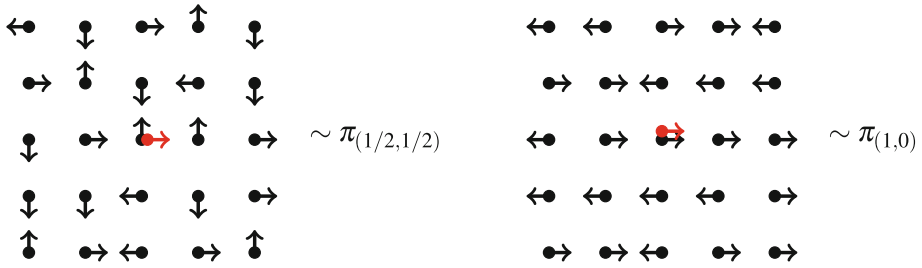 ∼ π(1/2,1/2)
∼ π(1,0)